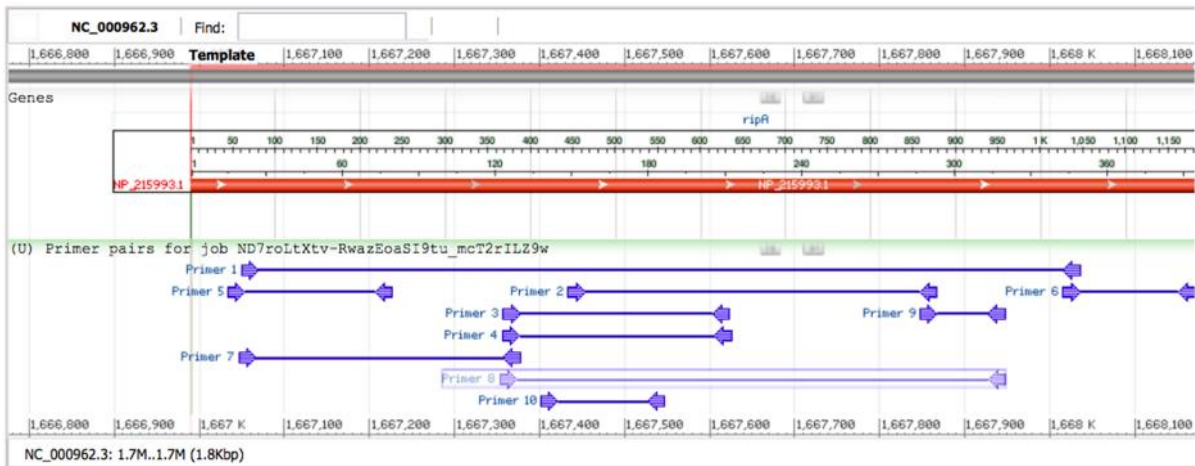 NC_000962.3 Find:
1,666,800 1,666,900 Template 1,667,100 1,667,200 1,667,300 1,667,400 1,667,500 1,667,600 1,667,700 1,667,800 1,667,900 1,668 K 1,668,100
Genes
ripA
1 50 100 150 200 250 300 350 400 450 500 550 600 650 700 750 800 850 900 950 1 K 1,050 1,100 1,150
1 60 120 180 240 300 360
NP_215993.1 NP_215993.1
(U) Primer pairs for job ND7roLtXtv-RwazEoaSI9tu_mcT2rILZ9w
Primer 1
Primer 5 Primer 2 Primer 6
Primer 3 Primer 9
Primer 4
Primer 7
Primer 8
Primer 10
1,666,800 1,666,900 1,667 K 1,667,100 1,667,200 1,667,300 1,667,400 1,667,500 1,667,600 1,667,700 1,667,800 1,667,900 1,668 K 1,668,100
NC_000962.3: 1.7M..1.7M (1.8Kbp)